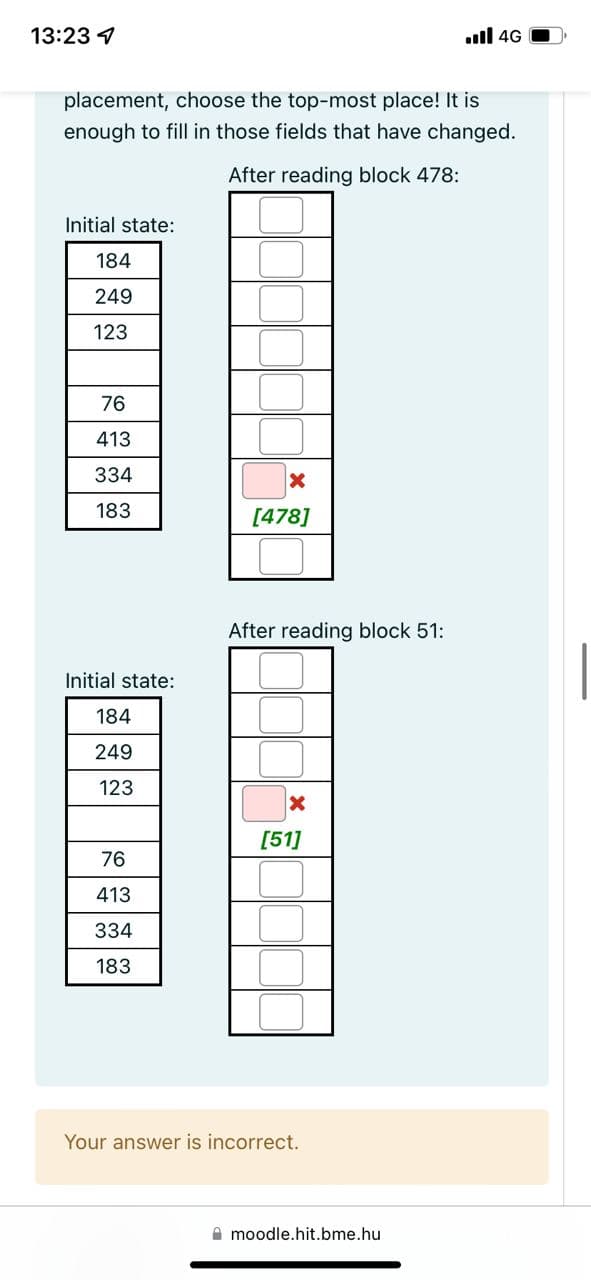 13:23
4G
placement, choose the top-most place! It is
enough to fill in those fields that have changed.
After reading block 478:
Initial state:
184
249
123
76
413
334
183
[478]
After reading block 51:
Initial state:
184
249
123
76
413
334
183
[51]
Your answer is incorrect.
moodle.hit.bme.hu